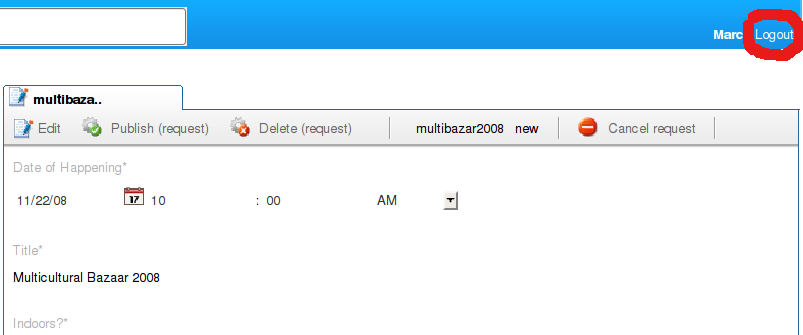 Marc Logout
multibaza..
Edit Publish (request) Delete (request) multibazar2008 new Cancel request
Date of Happening*
11/22/08 17 10 : 00 AM
Title*
Multicultural Bazaar 2008
Indoors?*